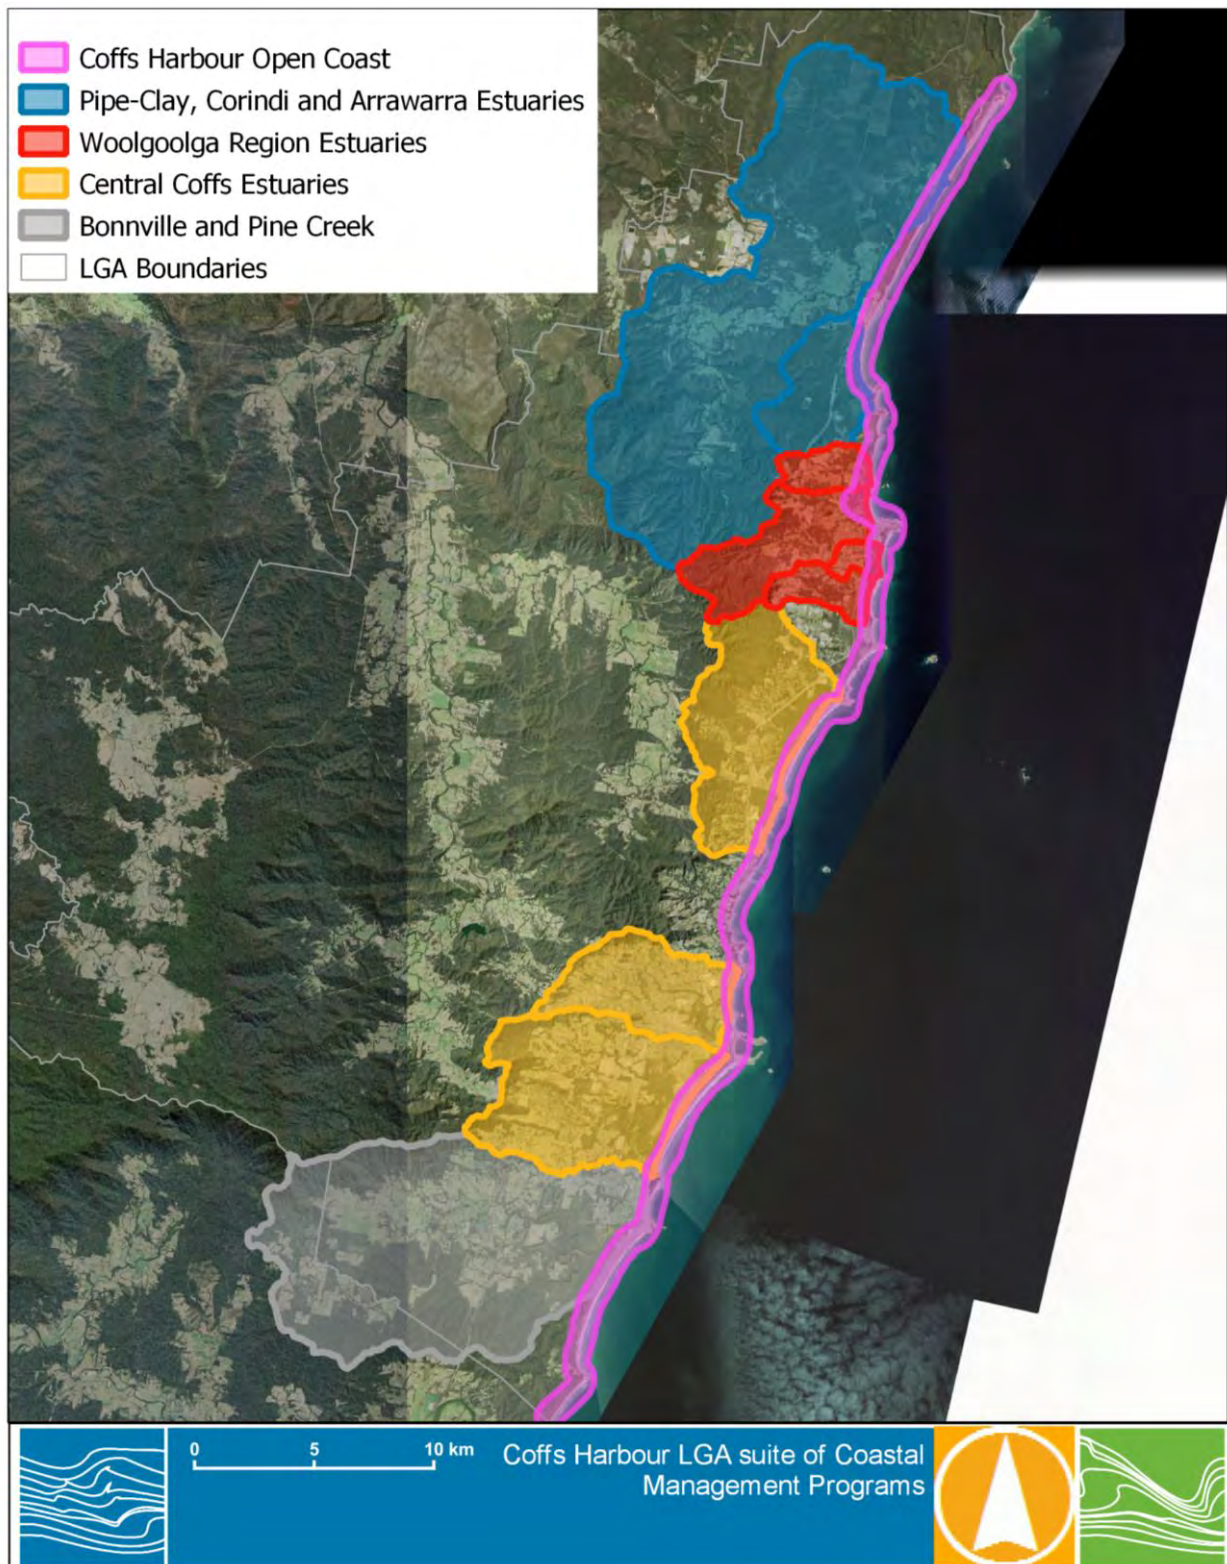 Coffs Harbour Open Coast
Pipe-Clay, Corindi and Arrawarra Estuaries
Woolgoolga Region Estuaries
Central Coffs Estuaries
Bonnville and Pine Creek
LGA Boundaries
0 5 10 km
Coffs Harbour LGA suite of Coastal
Management Programs